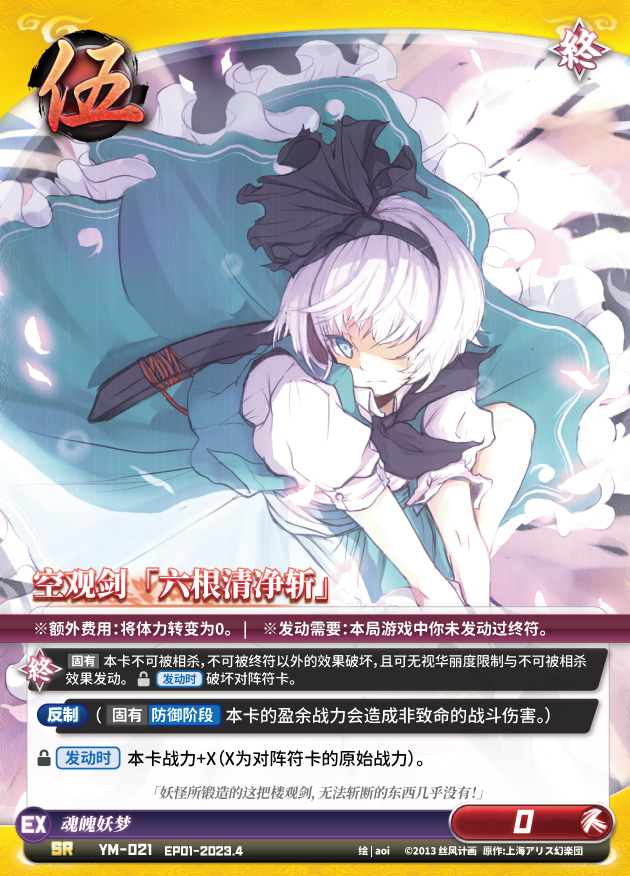 伍
終
空观剑「六根清净斩」
※额外费用:将体力转变为0。 | ※发动需要:本局游戏中你未发动过终符。
終 固有 本卡不可被相杀,不可被终符以外的效果破坏,且可无视华丽度限制与不可被相杀
效果发动。 发动时 破坏对阵符卡。
反制 ( 固有 防御阶段 本卡的盈余战力会造成非致命的战斗伤害。)
发动时 本卡战力+X(X为对阵符卡的原始战力)。
「妖怪所锻造的这把楼观剑, 无法斩断的东西几乎没有!」
EX 魂魄妖梦 0
SR YM-021 EP01-2023.4 绘 | aoi ©2013 丝风计画 原作:上海アリス幻楽団